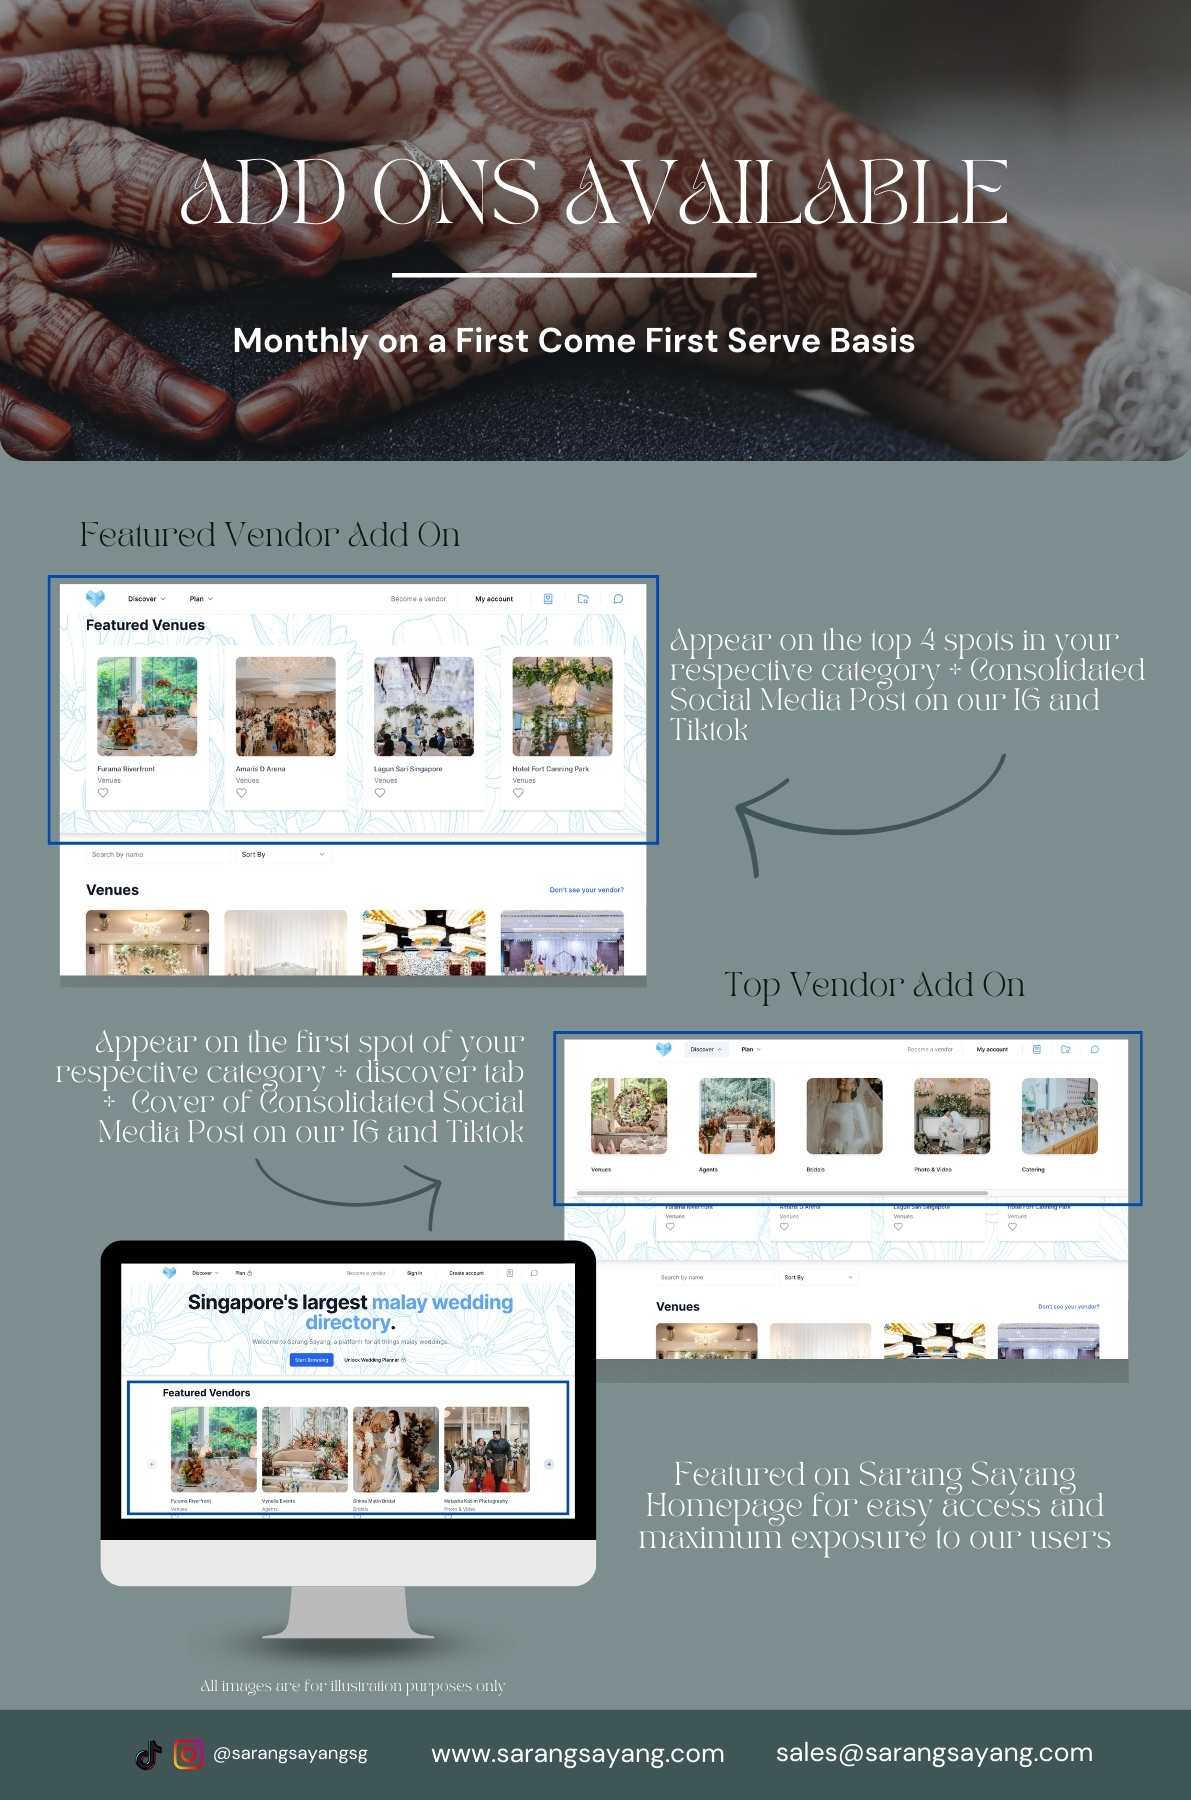 ADD ONS AVAILABLE
Monthly on a First Come First Serve Basis
Featured Vendor Add On
Discover
Plan
Become a vendor
My account
Featured Venues
Furama Riverfront
Venues
Amaris D Arena
Venues
Lagun Sari Singapore
Venues
Hotel Fort Canning Park
Venues
Search by name
Sort By
Venues
Don't see your vendor?
Appear on the top 4 spots in your
respective category + Consolidated
Social Media Post on our IG and
Tiktok
Top Vendor Add On
Appear on the first spot of your
respective category + discover tab
+ Cover of Consolidated Social
Media Post on our IG and Tiktok
Discover
Plan
Become a vendor
My account
Venues
Agents
Bridals
Photo & Video
Catering
Furama Riverfront
Venues
Amaris D Arena
Venues
Lagun Sari Singapore
Venues
Hotel Fort Canning Park
Venues
Search by name
Sort By
Venues
Don't see your vendor?
Discover
Plan
Become a vendor
Sign in
Create account
Singapore's largest malay wedding
directory.
Welcome to Sarang Sayang, a platform for all things malay weddings.
Start Browsing
Unlock Wedding Planner
Featured Vendors
Furama Riverfront
Venues
Vynella Events
Agents
Shima Matin Bridal
Bridals
Natasha Kasim Photography
Photo & Video
Featured on Sarang Sayang
Homepage for easy access and
maximum exposure to our users
All images are for illustration purposes only
@sarangsayangsg
www.sarangsayang.com
sales@sarangsayang.com